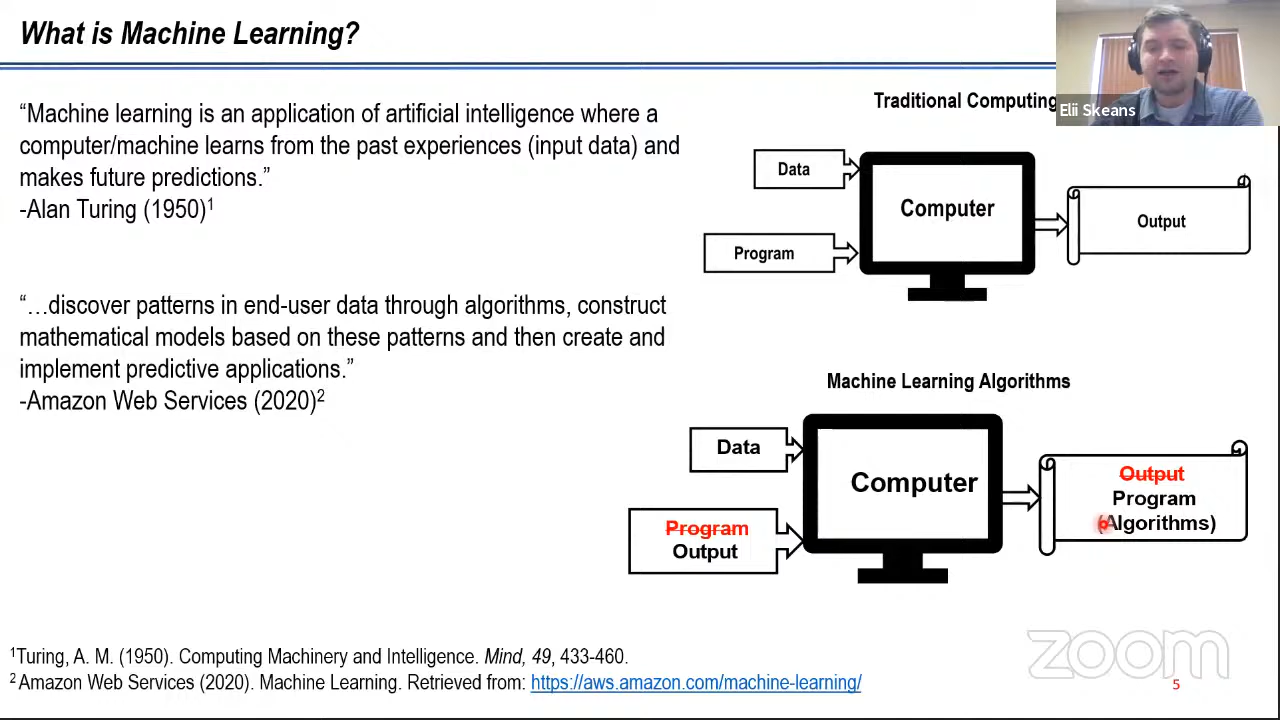 What is Machine Learning?
“Machine learning is an application of artificial intelligence where a
computer/machine learns from the past experiences (input data) and
makes future predictions.”
-Alan Turing (1950)1
“…discover patterns in end-user data through algorithms, construct
mathematical models based on these patterns and then create and
implement predictive applications.”
-Amazon Web Services (2020)2
Traditional Computing
Elii Skeans
Data
Program
Computer
Output
Machine Learning Algorithms
Data
Program
Output
Computer
Output
Program
(Algorithms)
1Turing, A. M. (1950). Computing Machinery and Intelligence. Mind, 49, 433-460.
2 Amazon Web Services (2020). Machine Learning. Retrieved from: https://aws.amazon.com/machine-learning/
zoom
5